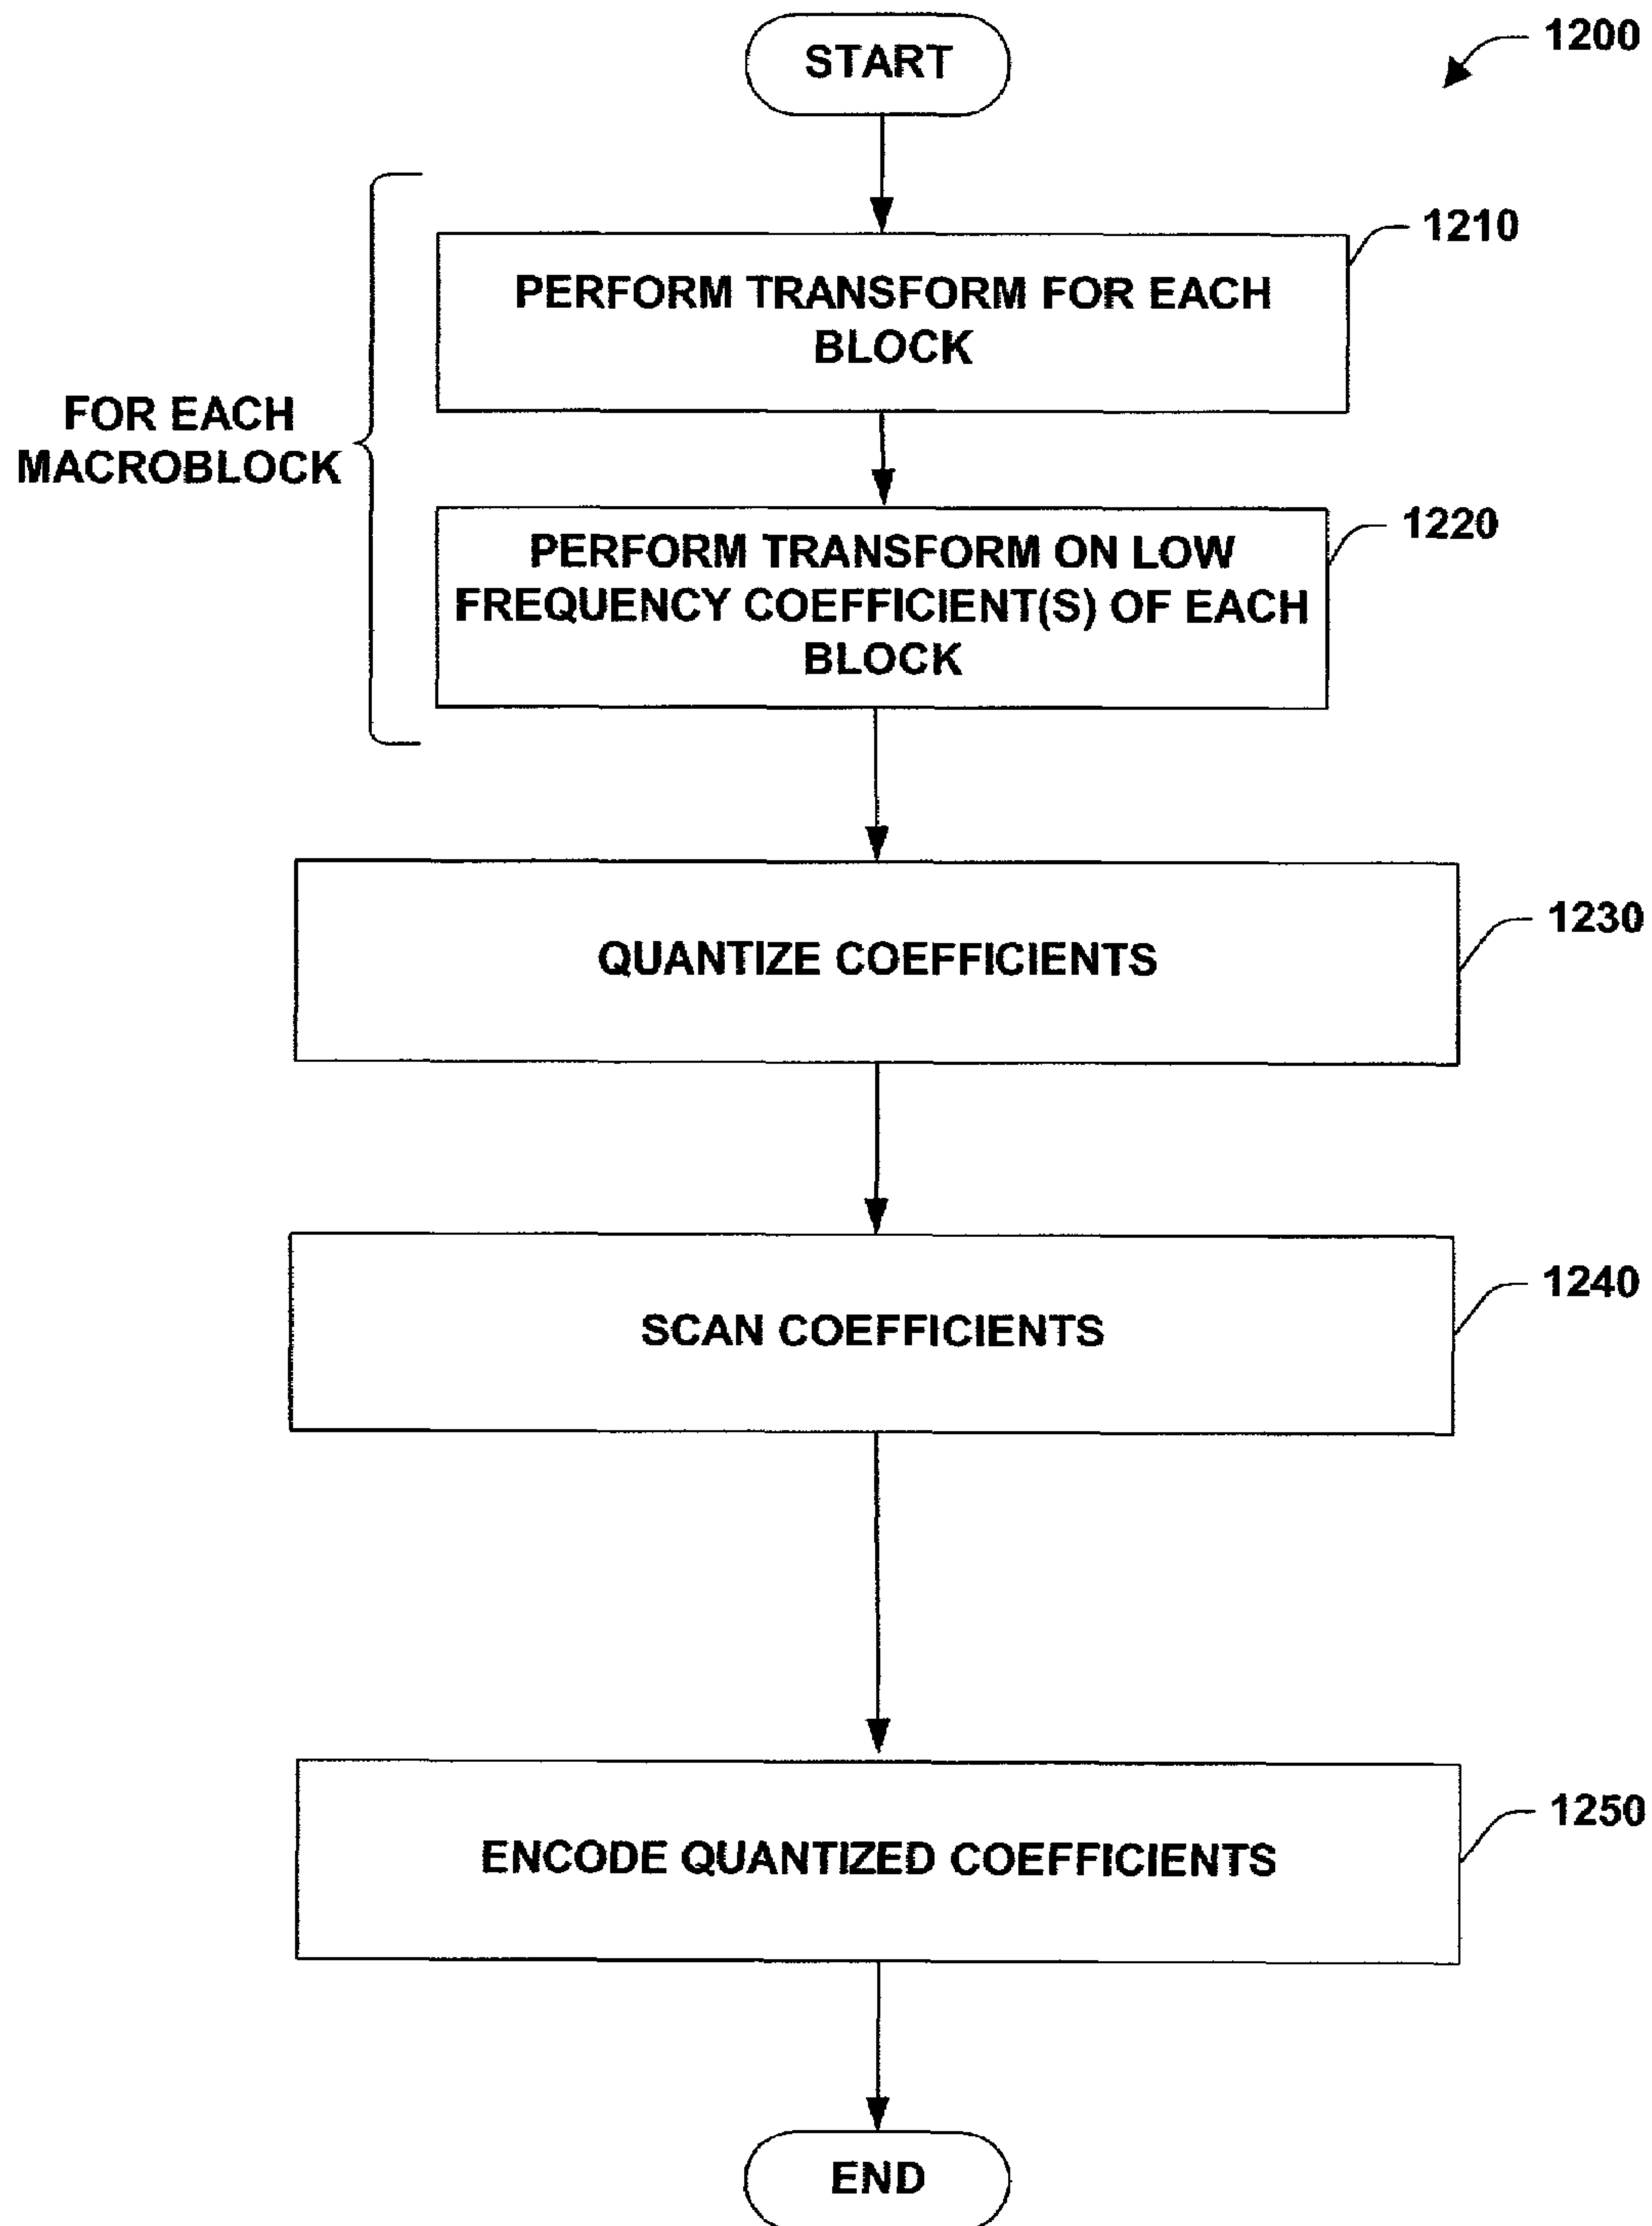 START
1200
1210
PERFORM TRANSFORM FOR EACH
BLOCK
FOR EACH
MACROBLOCK
1220
PERFORM TRANSFORM ON LOW
FREQUENCY COEFFICIENT(S) OF EACH
BLOCK
1230
QUANTIZE COEFFICIENTS
1240
SCAN COEFFICIENTS
1250
ENCODE QUANTIZED COEFFICIENTS
END